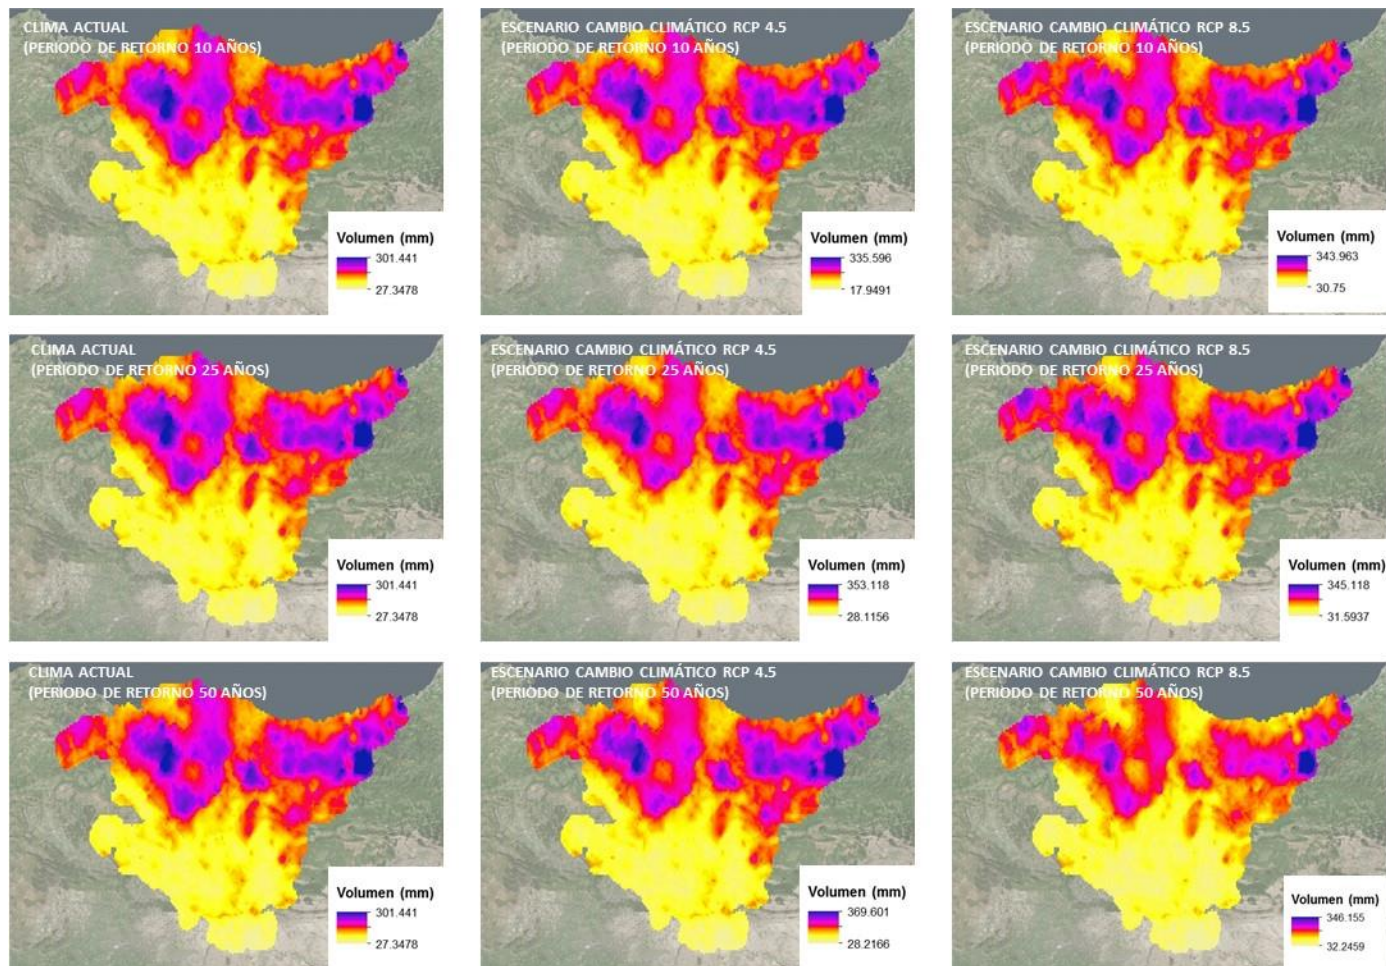 CLIMA ACTUAL
(PERIODO DE RETORNO 10 AÑOS)
Volumen (mm)
301.441
27.3478
ESCENARIO CAMBIO CLIMÁTICO RCP 4.5
(PERIODO DE RETORNO 10 AÑOS)
Volumen (mm)
335.596
17.9491
ESCENARIO CAMBIO CLIMÁTICO RCP 8.5
(PERIODO DE RETORNO 10 AÑOS)
Volumen (mm)
343.963
30.75
CLIMA ACTUAL
(PERIODO DE RETORNO 25 AÑOS)
Volumen (mm)
301.441
27.3478
ESCENARIO CAMBIO CLIMÁTICO RCP 4.5
(PERIODO DE RETORNO 25 AÑOS)
Volumen (mm)
353.118
28.1156
ESCENARIO CAMBIO CLIMÁTICO RCP 8.5
(PERIODO DE RETORNO 25 AÑOS)
Volumen (mm)
345.118
31.5937
CLIMA ACTUAL
(PERIODO DE RETORNO 50 AÑOS)
Volumen (mm)
301.441
27.3478
ESCENARIO CAMBIO CLIMÁTICO RCP 4.5
(PERIODO DE RETORNO 50 AÑOS)
Volumen (mm)
369.601
28.2166
ESCENARIO CAMBIO CLIMÁTICO RCP 8.5
(PERIODO DE RETORNO 50 AÑOS)
Volumen (mm)
346.155
32.2459